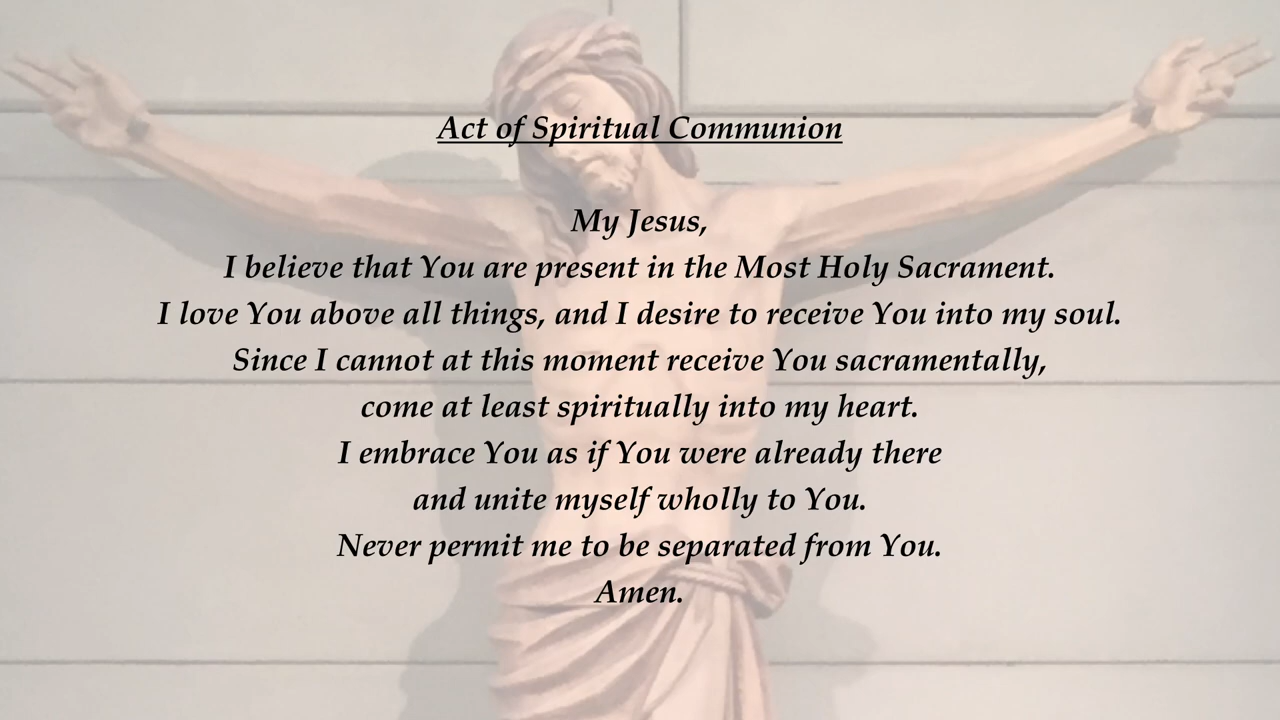 Act of Spiritual Communion
My Jesus,
I believe that You are present in the Most Holy Sacrament.
I love You above all things, and I desire to receive You into my soul.
Since I cannot at this moment receive You sacramentally,
come at least spiritually into my heart.
I embrace You as if You were already there
and unite myself wholly to You.
Never permit me to be separated from You.
Amen.